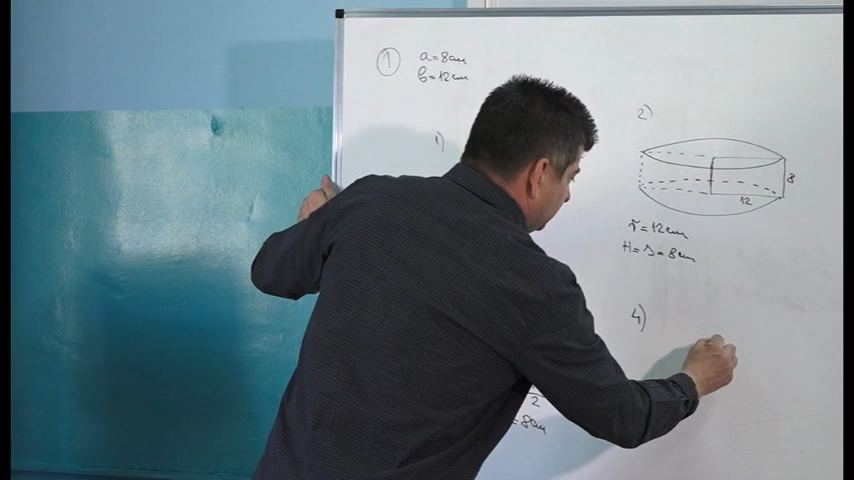 1
a=8cm
b=12cm
1)
2)
8
12
r=12cm
H=s=8cm
4)
2
=8cm